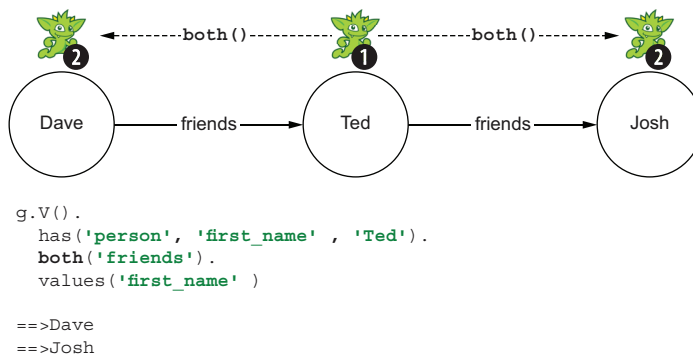 both() both()
2 1 2
Dave friends Ted friends Josh
g.V().
has('person', 'first_name' , 'Ted').
both('friends').
values('first_name' )
==>Dave
==>Josh